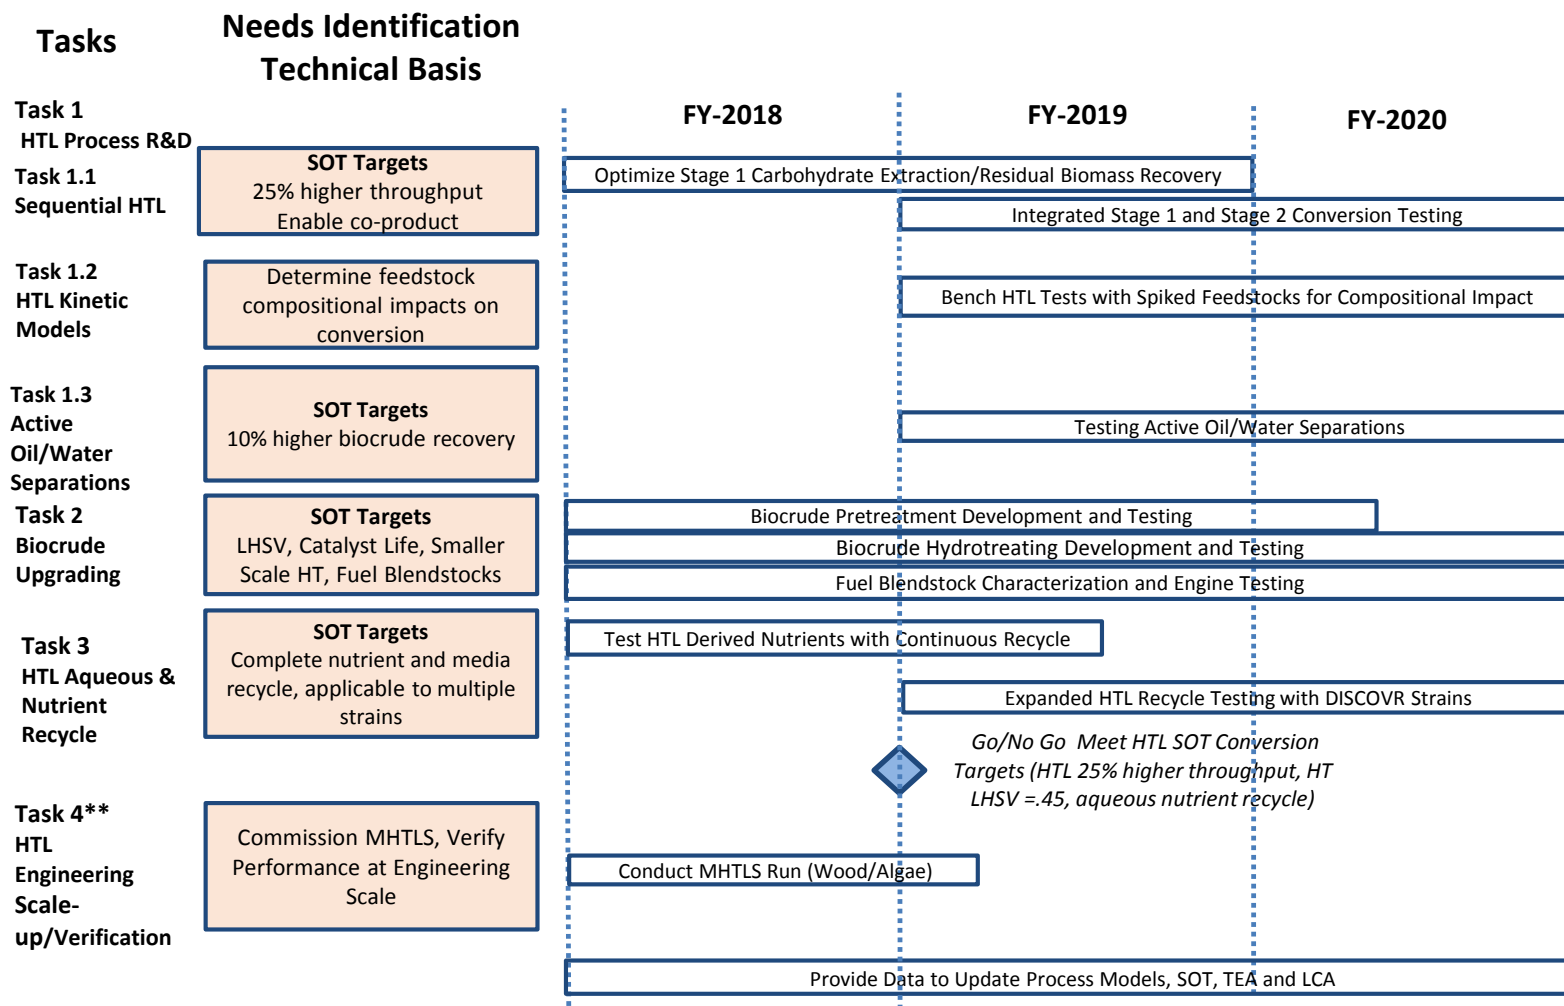 Tasks
Needs Identification
Technical Basis
FY-2018
FY-2019
FY-2020
Task 1
HTL Process R&D
Task 1.1
Sequential HTL
SOT Targets
25% higher throughput
Enable co-product
Optimize Stage 1 Carbohydrate Extraction/Residual Biomass Recovery
Integrated Stage 1 and Stage 2 Conversion Testing
Task 1.2
HTL Kinetic
Models
Determine feedstock
compositional impacts on
conversion
Bench HTL Tests with Spiked Feedstocks for Compositional Impact
Task 1.3
Active
Oil/Water
Separations
SOT Targets
10% higher biocrude recovery
Testing Active Oil/Water Separations
Task 2
Biocrude
Upgrading
SOT Targets
LHSV, Catalyst Life, Smaller
Scale HT, Fuel Blendstocks
Biocrude Pretreatment Development and Testing
Biocrude Hydrotreating Development and Testing
Fuel Blendstock Characterization and Engine Testing
Task 3
HTL Aqueous &
Nutrient
Recycle
SOT Targets
Complete nutrient and media
recycle, applicable to multiple
strains
Test HTL Derived Nutrients with Continuous Recycle
Expanded HTL Recycle Testing with DISCOVR Strains
Go/No Go Meet HTL SOT Conversion
Targets (HTL 25% higher throughput, HT
LHSV =.45, aqueous nutrient recycle)
Task 4**
HTL
Engineering
Scale-
up/Verification
Commission MHTLS, Verify
Performance at Engineering
Scale
Conduct MHTLS Run (Wood/Algae)
Provide Data to Update Process Models, SOT, TEA and LCA